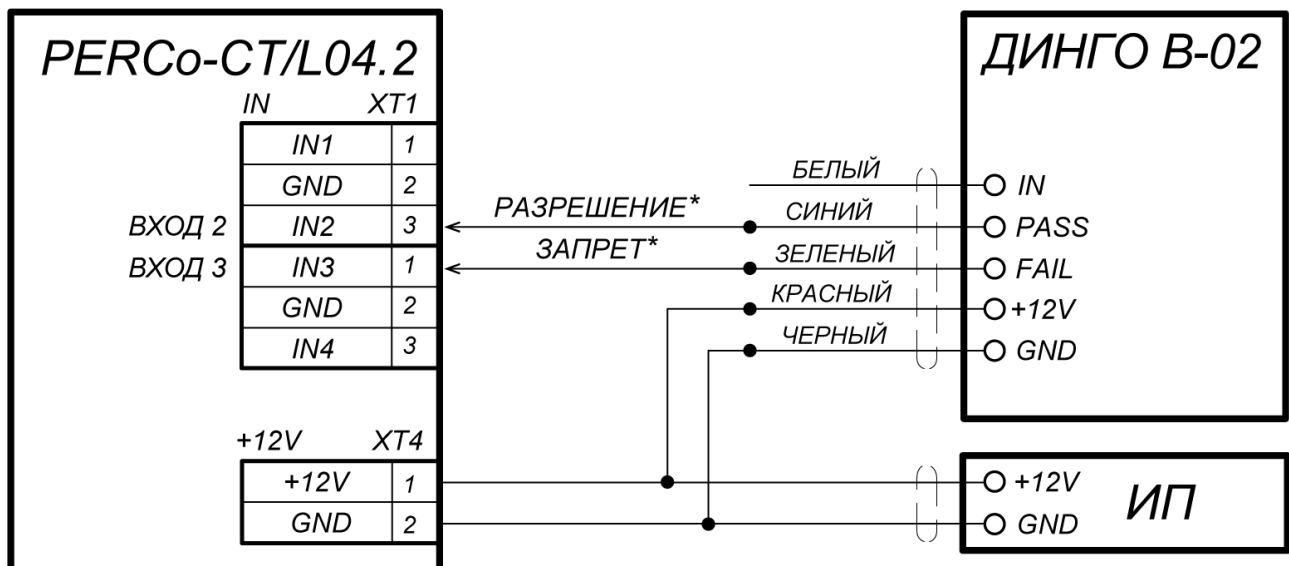 PERCo-CT/L04.2
IN XT1
IN1 1
GND 2
ВХОД 2 IN2 3
ВХОД 3 IN3 1
GND 2
IN4 3
+12V XT4
+12V 1
GND 2
РАЗРЕШЕНИЕ*
ЗАПРЕТ*
БЕЛЫЙ
СИНИЙ
ЗЕЛЕНЫЙ
КРАСНЫЙ
ЧЕРНЫЙ
ДИНГО В-02
IN
PASS
FAIL
+12V
GND
+12V
GND
ИП